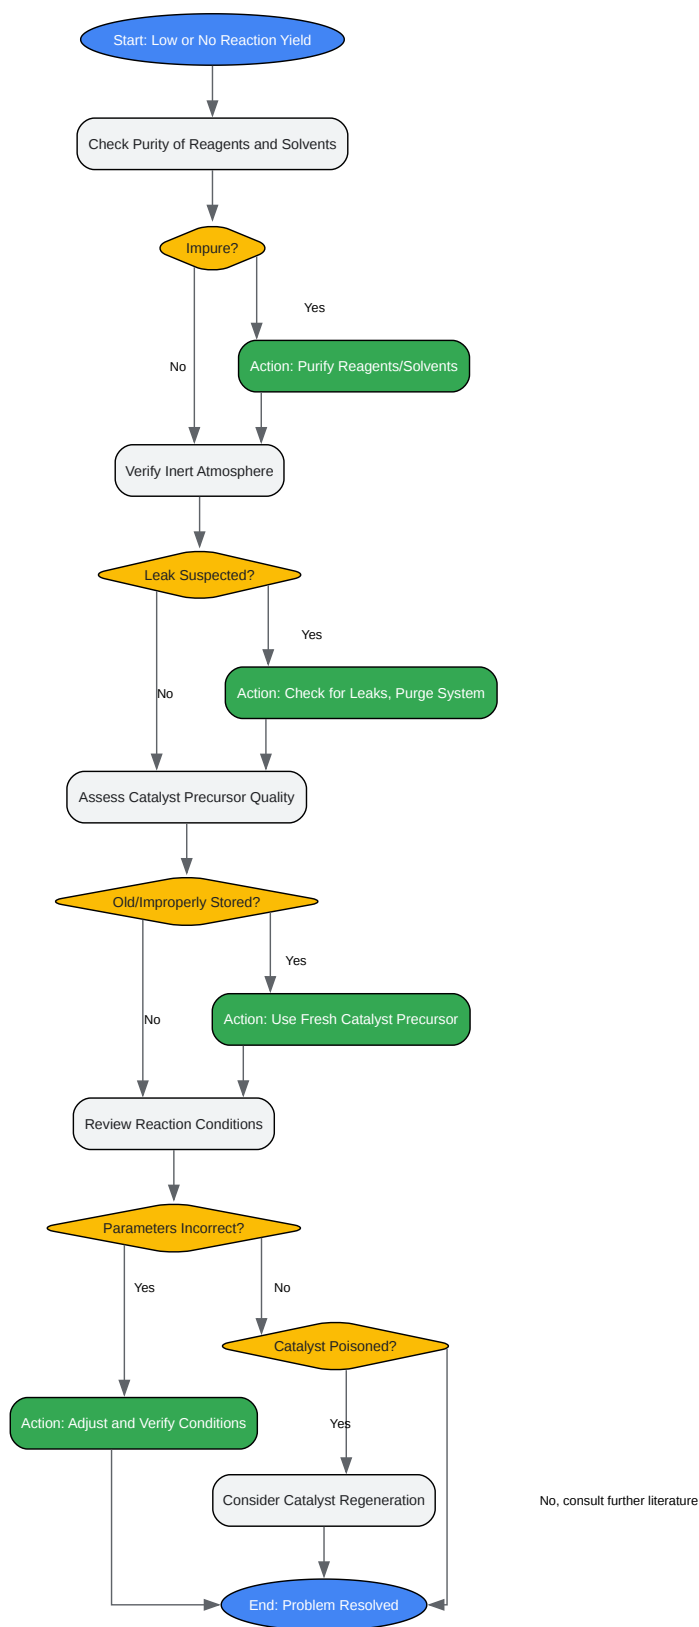 Start: Low or No Reaction Yield
Check Purity of Reagents and Solvents
Impure?
Yes
No
Action: Purify Reagents/Solvents
Verify Inert Atmosphere
Leak Suspected?
Yes
No
Action: Check for Leaks, Purge System
Assess Catalyst Precursor Quality
Old/Improperly Stored?
Yes
No
Action: Use Fresh Catalyst Precursor
Review Reaction Conditions
Parameters Incorrect?
Yes
No
Catalyst Poisoned?
Action: Adjust and Verify Conditions
Yes
Consider Catalyst Regeneration
No, consult further literature
End: Problem Resolved